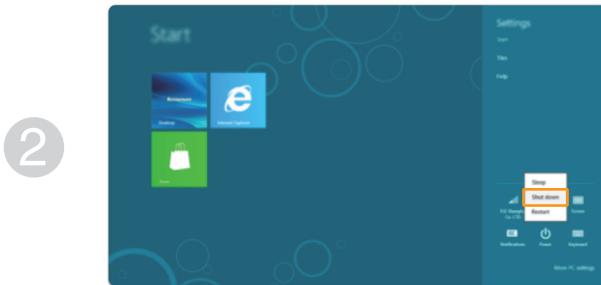 2
Start
Settings
Start
Tiles
Help
Lenovo
Desktop
Internet Explorer
Store
Sleep
Shut down
Restart
Screen
Notifications
Power
Keyboard
More PC settings